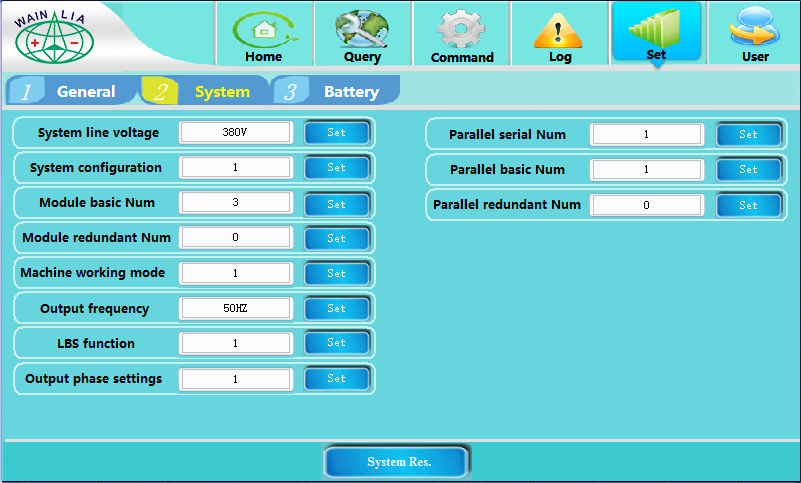 WAIN LIA
Home
Query
Command
Log
Set
User
1 General
2 System
3 Battery
System line voltage 380V Set
System configuration 1 Set
Module basic Num 3 Set
Module redundant Num 0 Set
Machine working mode 1 Set
Output frequency 50HZ Set
LBS function 1 Set
Output phase settings 1 Set
Parallel serial Num 1 Set
Parallel basic Num 1 Set
Parallel redundant Num 0 Set
System Res.